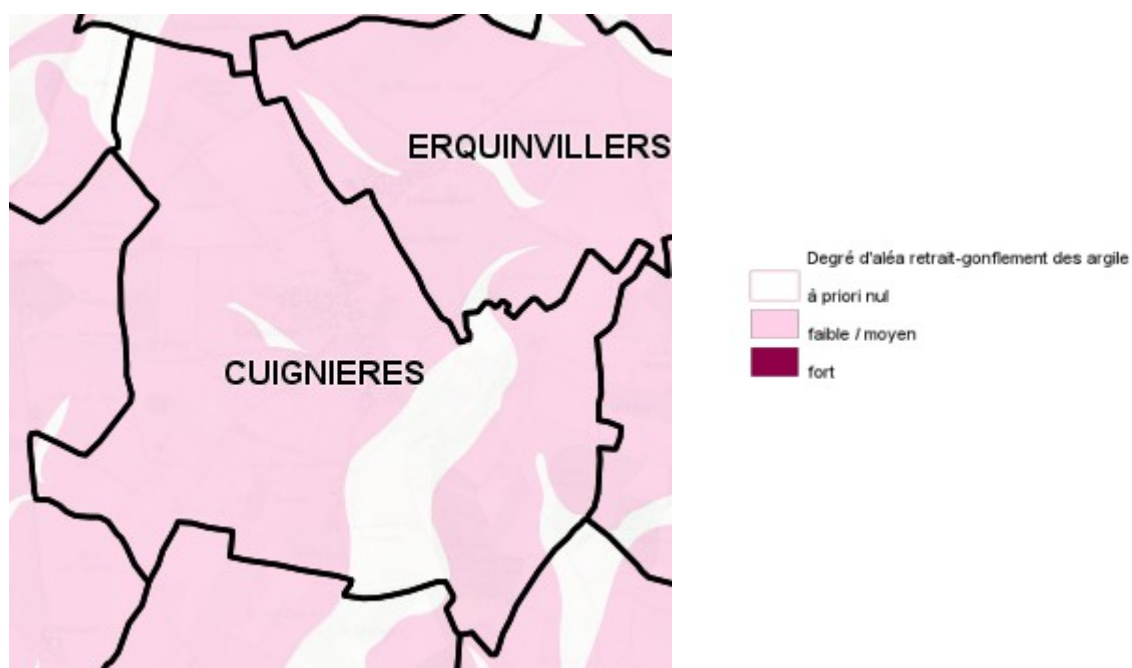 ERQUINVILLERS
CUIGNIERES
Degré d'aléa retrait-gonflement des argile
à priori nul
faible / moyen
fort